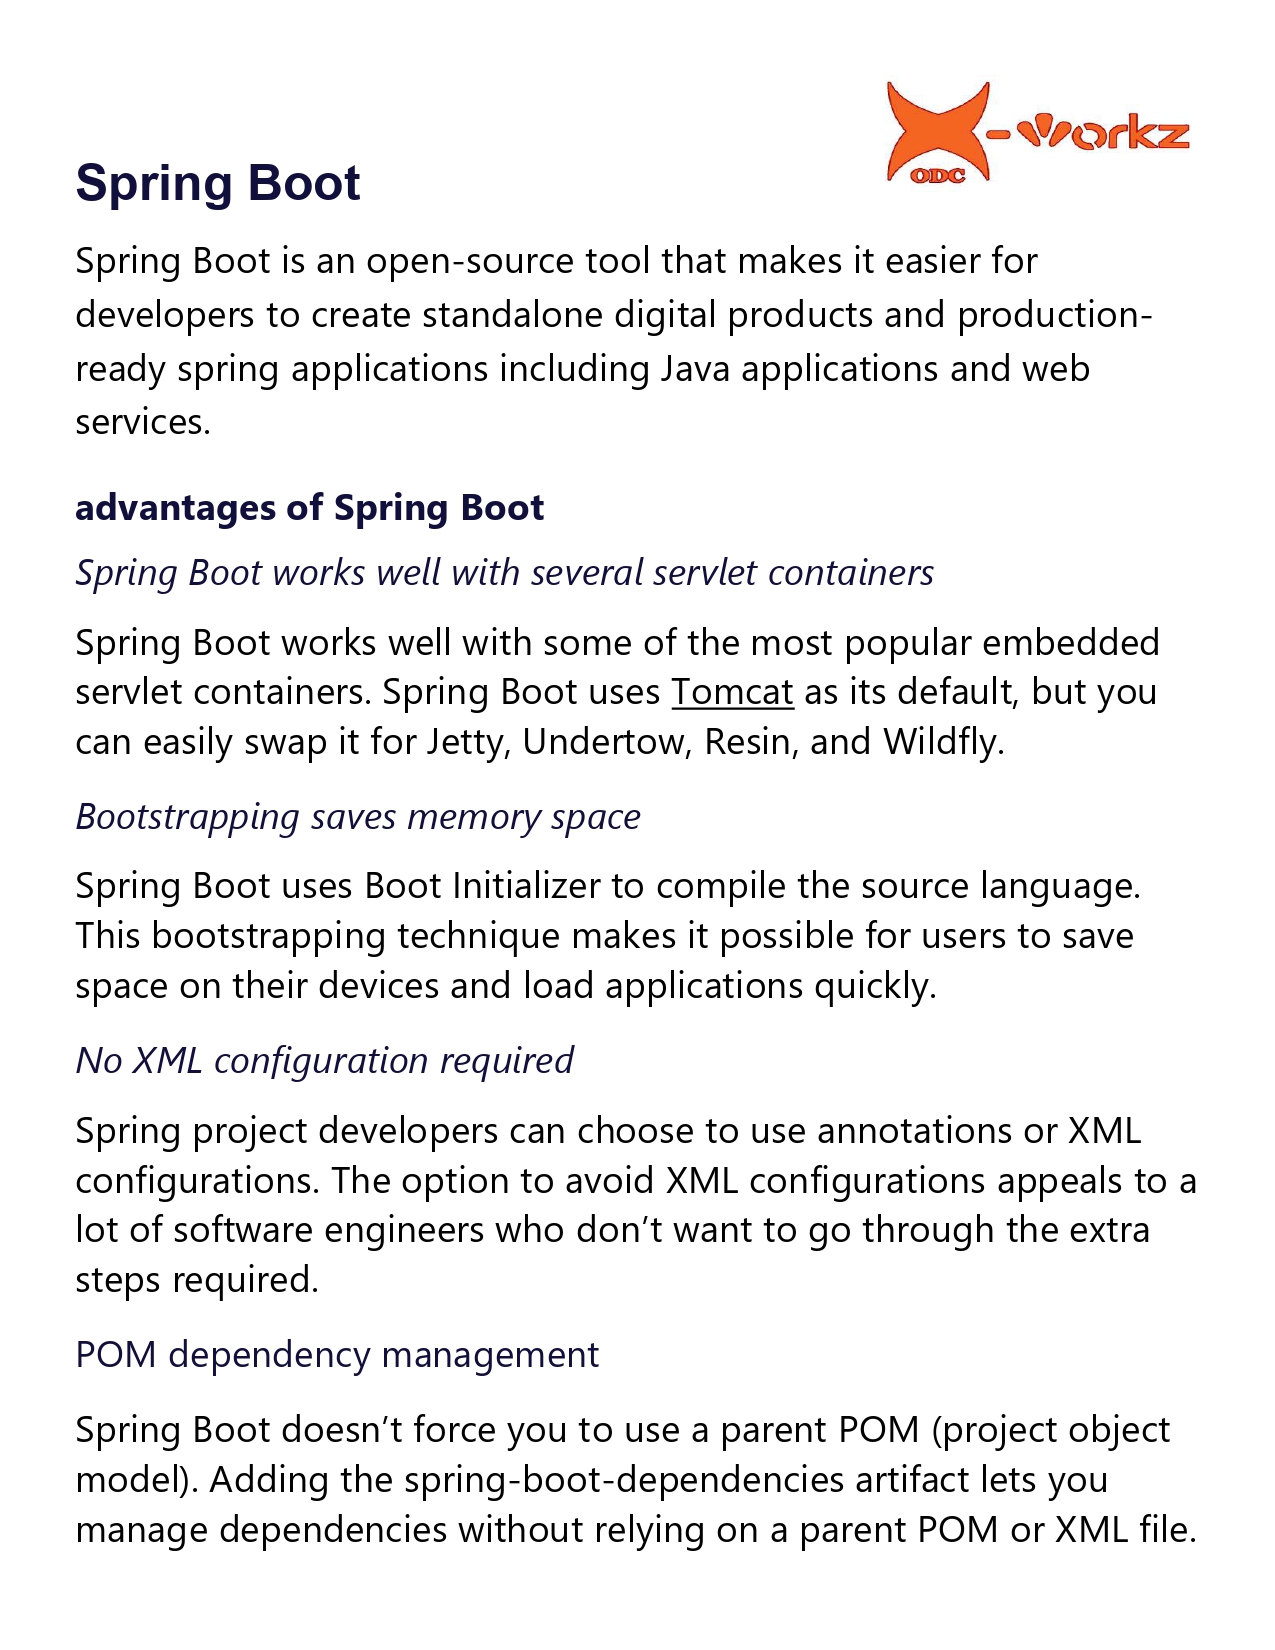 X-workz
ODC
Spring Boot
Spring Boot is an open-source tool that makes it easier for
developers to create standalone digital products and production-
ready spring applications including Java applications and web
services.
advantages of Spring Boot
Spring Boot works well with several servlet containers
Spring Boot works well with some of the most popular embedded
servlet containers. Spring Boot uses Tomcat as its default, but you
can easily swap it for Jetty, Undertow, Resin, and Wildfly.
Bootstrapping saves memory space
Spring Boot uses Boot Initializer to compile the source language.
This bootstrapping technique makes it possible for users to save
space on their devices and load applications quickly.
No XML configuration required
Spring project developers can choose to use annotations or XML
configurations. The option to avoid XML configurations appeals to a
lot of software engineers who don’t want to go through the extra
steps required.
POM dependency management
Spring Boot doesn’t force you to use a parent POM (project object
model). Adding the spring-boot-dependencies artifact lets you
manage dependencies without relying on a parent POM or XML file.